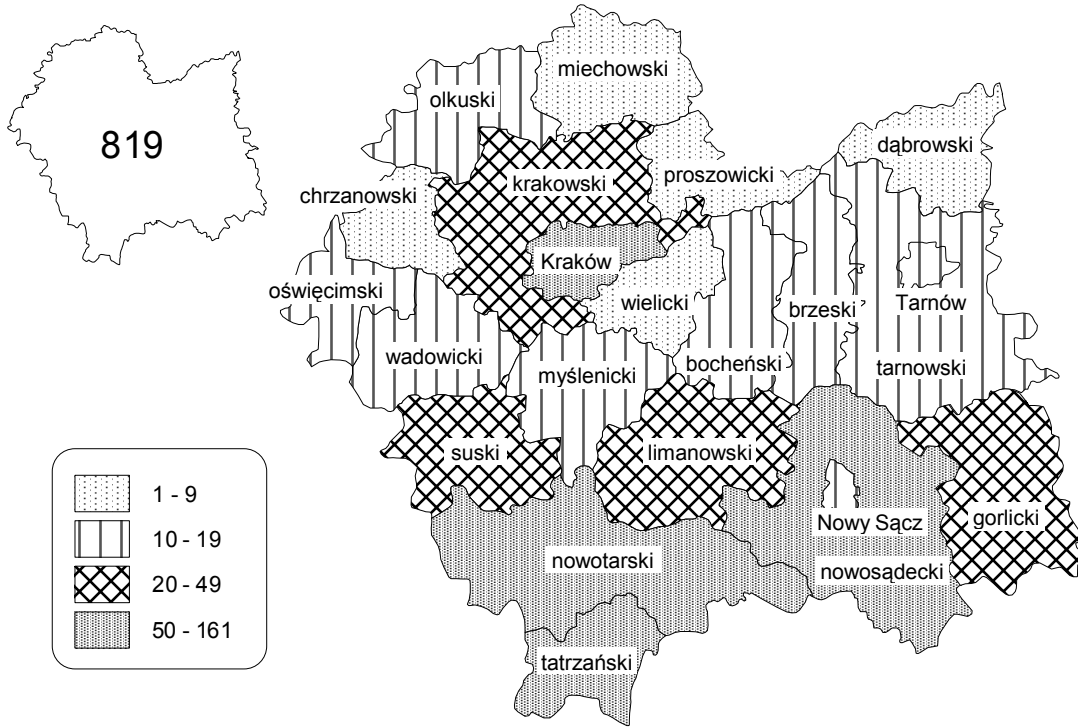 819
miechowski
olkuski
dąbrowski
krakowski
proszowicki
chrzanowski
Kraków
oświęcimski
wielicki
brzeski
Tarnów
wadowicki
myślenicki
bocheński
tarnowski
suski
limanowski
Nowy Sącz
gorlicki
nowotarski
nowosądecki
tatrzański
1 - 9
10 - 19
20 - 49
50 - 161